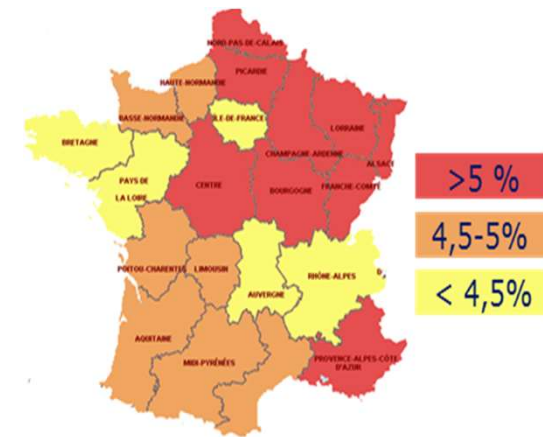 NORD-PAS-DE-CALAIS
PICARDIE
HAUTE-NORMANDIE
BASSE-NORMANDIE
ÎLE-DE-FRANCE
LORRAINE
BRETAGNE
CHAMPAGNE-ARDENNE
ALSACE
PAYS DE
LA LOIRE
CENTRE
BOURGOGNE
FRANCHE-COMPÉ
>5 %
4,5-5%
< 4,5%
POITOU-CHARENTES
LIMOUSIN
AUVERGNE
RHÔNE-ALPES
AQUITAINE
MIDI-PYRÉNÉES
PROVENCE-ALPES-CÔTE-
D'AZUR